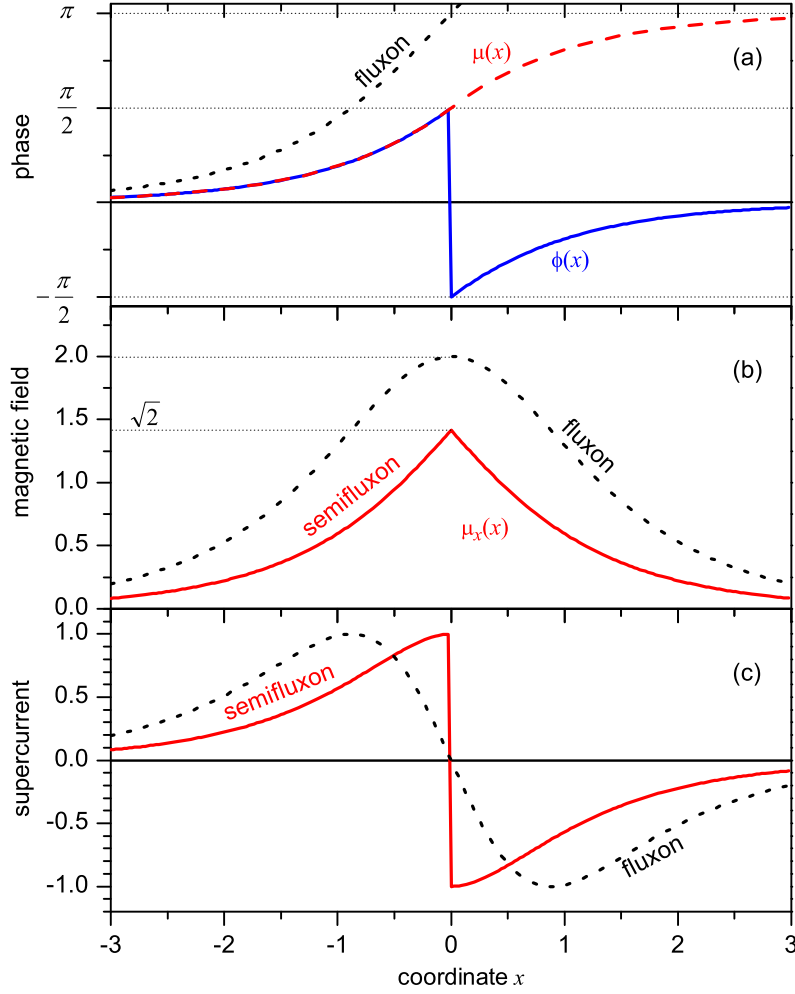 π
π/2
-π/2
phase
fluxon
μ(x)
(a)
ϕ(x)
2.0
1.5
1.0
0.5
0.0
√2
magnetic field
semifluxon
fluxon
μₓ(x)
(b)
1.0
0.5
0.0
-0.5
-1.0
supercurrent
semifluxon
fluxon
(c)
-3 -2 -1 0 1 2 3
coordinate x